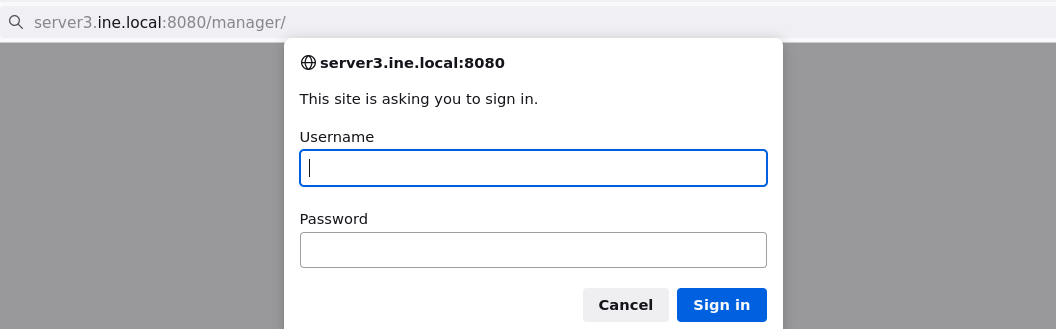 server3.ine.local:8080/manager/
server3.ine.local:8080
This site is asking you to sign in.
Username
Password
Cancel Sign in